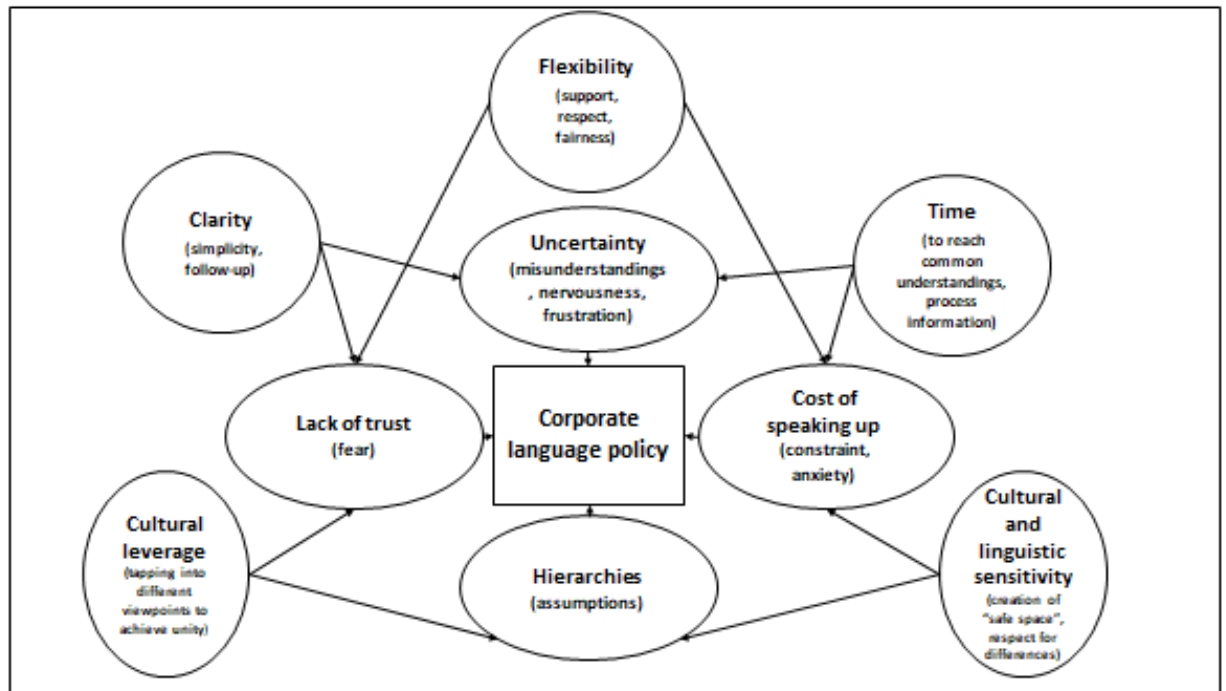 Flexibility
(support,
respect,
fairness)
Clarity
(simplicity,
follow-up)
Uncertainty
(misunderstandings
, nervousness,
frustration)
Time
(to reach
common
understandings,
process
information)
Lack of trust
(fear)
Corporate
language policy
Cost of
speaking up
(constraint,
anxiety)
Cultural
leverage
(tapping into
different
viewpoints to
achieve unity)
Hierarchies
(assumptions)
Cultural
and
linguistic
sensitivity
(creation of
“safe space”,
respect for
differences)